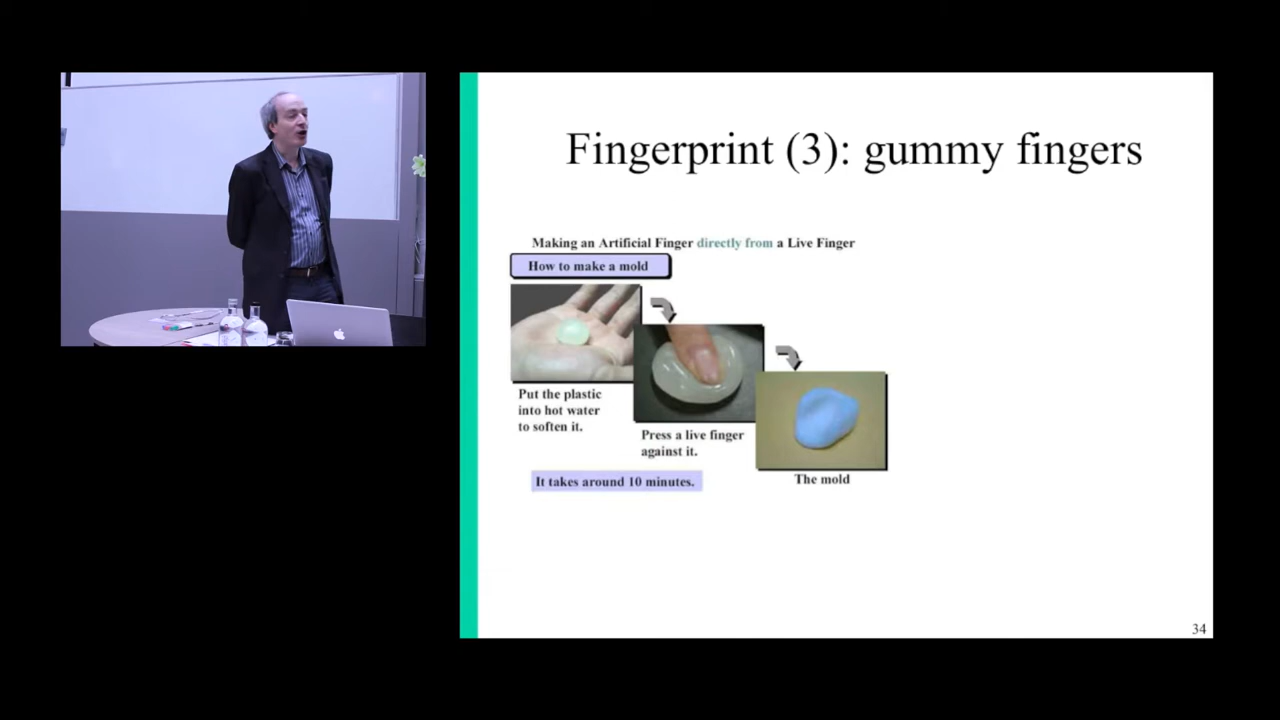 Fingerprint (3): gummy fingers
Making an Artificial Finger directly from a Live Finger
How to make a mold
Put the plastic
into hot water
to soften it.
Press a live finger
against it.
The mold
It takes around 10 minutes.
34